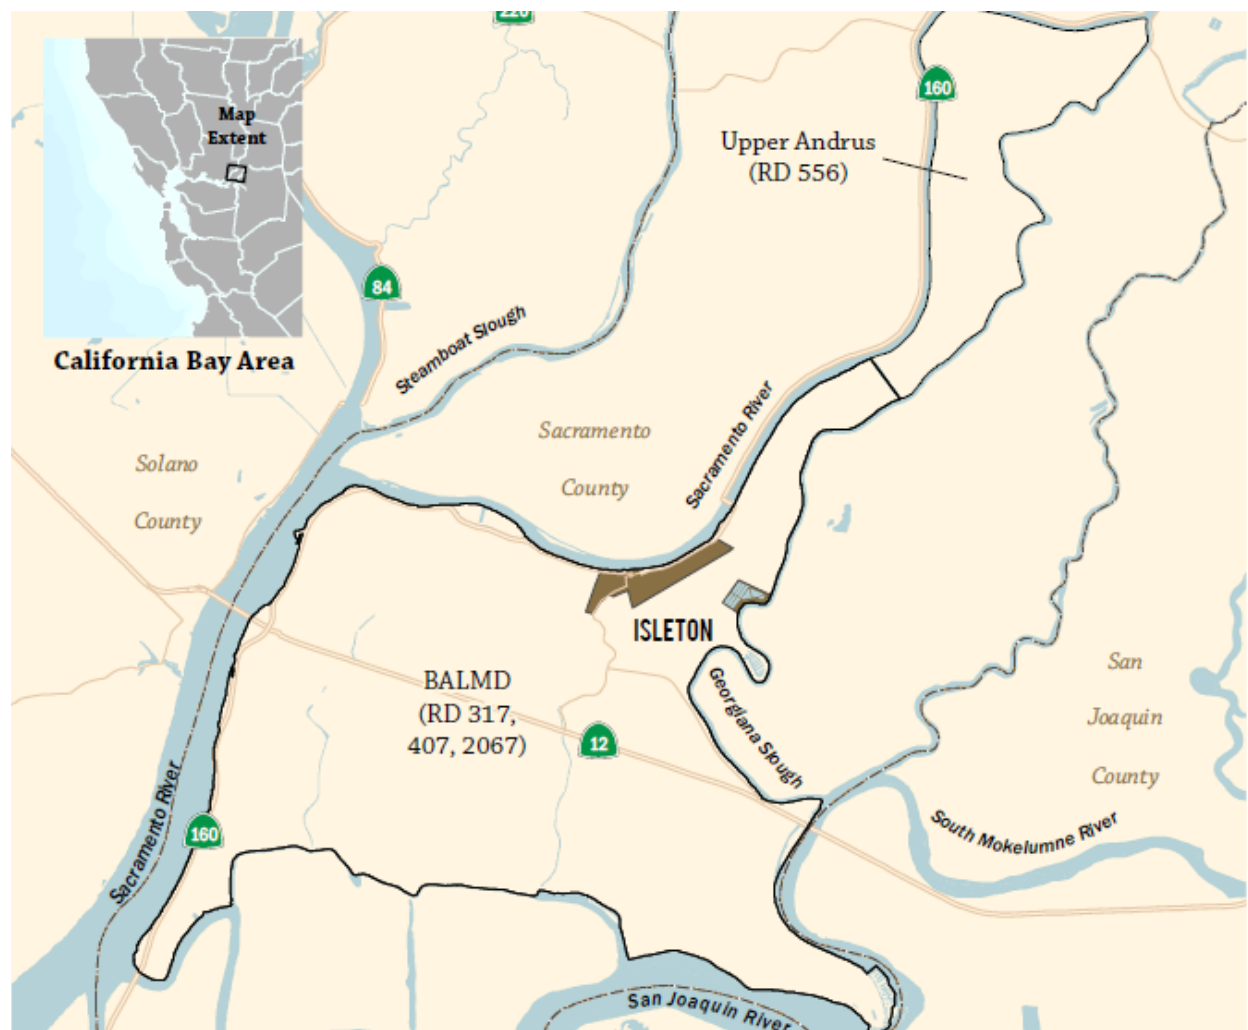 220
Map
Extent
California Bay Area
160
Upper Andrus
(RD 556)
84
Steamboat Slough
Sacramento
County
Sacramento River
Solano
County
ISLETON
BALMD
(RD 317,
407, 2067)
12
Georgiana Slough
San
Joaquin
County
South Mokelumne River
Sacramento River
160
San Joaquin River